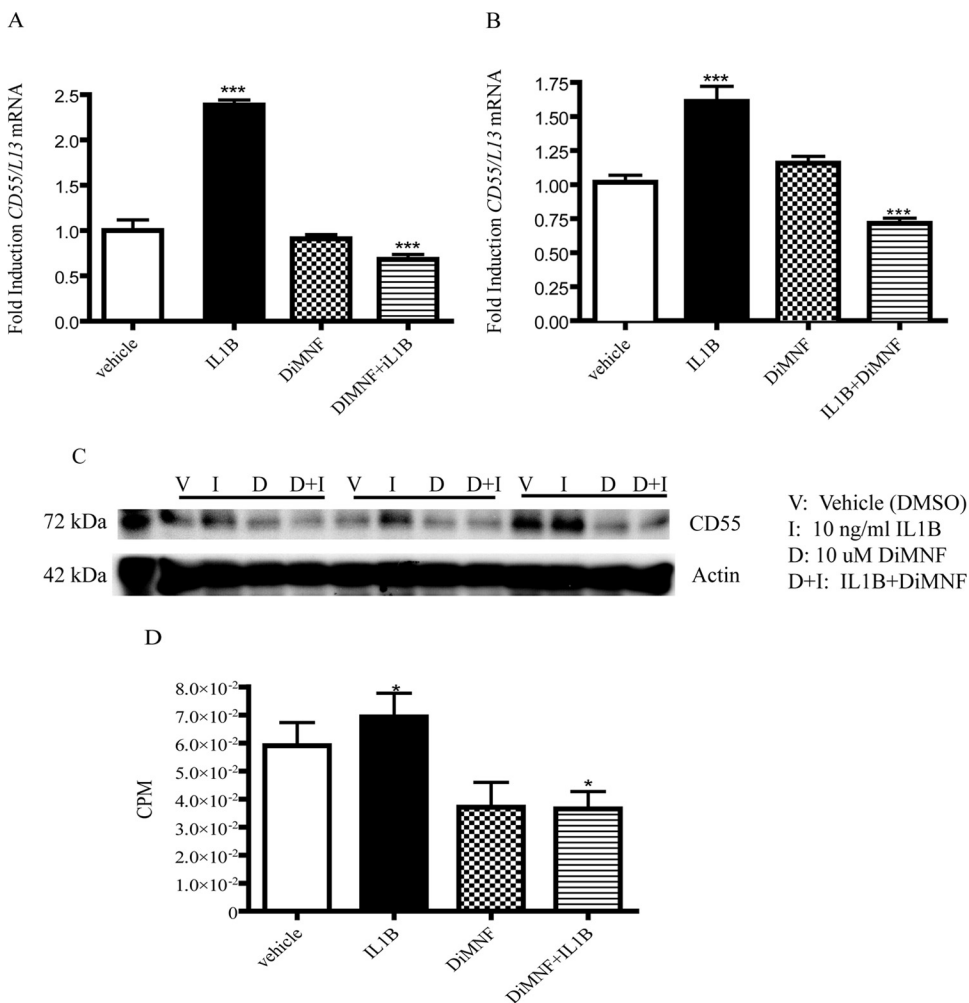 A
Fold Induction CD55/L13 mRNA
2.5
2.0
1.5
1.0
0.5
0.0
***
***
vehicle
IL1B
DiMNF
DIMNF+iL1B
B
Fold Induction CD55/L13 mRNA
1.75
1.50
1.25
1.00
0.75
0.50
1.25
0.00
***
***
vehicle
IL1B
DiMNF
IL1B+DiMNF
C
V I D D+I V I D D+I V I D D+I
72 kDa
CD55
42 kDa
Actin
V: Vehicle (DMSO)
I: 10 ng/ml IL1B
D: 10 uM DiMNF
D+I: IL1B+DiMNF
D
CPM
8.0×10-2
7.0×10-2
6.0×10-2
5.0×10-2
4.0×10-2
3.0×10-2
2.0×10-2
1.0×10-2
0
*
*
vehicle
IL1B
DiMNF
DiMNF+IL1B